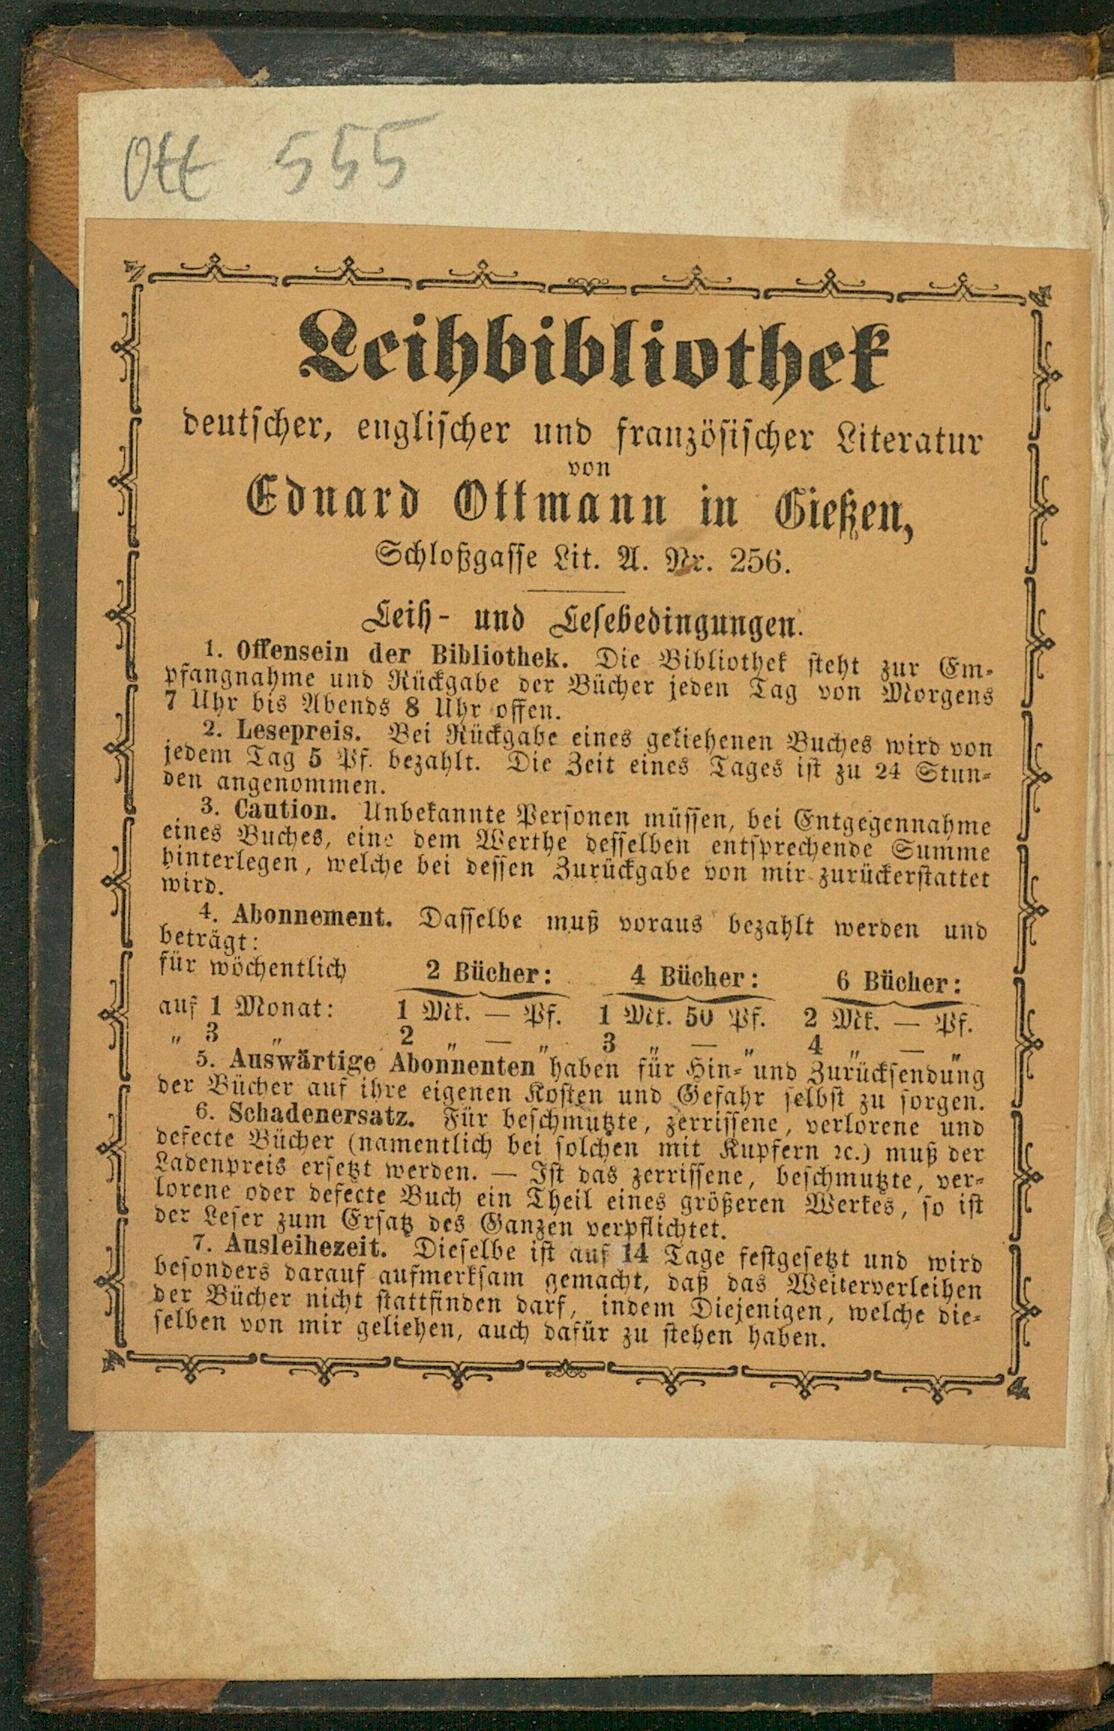 Ott 555
Leihbibliothek
deutscher, englischer und französischer Literatur
von
Eduard Ottmann in Gießen,
Schloßgasse Lit. A. Nr. 256.
Leih- und Lesebedingungen.
1. Offensein der Bibliothek. Die Bibliothek steht zur Em-
pfangnahme und Rückgabe der Bücher jeden Tag von Morgens
7 Uhr bis Abends 8 Uhr offen.
2. Lesepreis. Bei Rückgabe eines geliehenen Buches wird von
jedem Tag 5 Pf. bezahlt. Die Zeit eines Tages ist zu 24 Stun-
den angenommen.
3. Caution. Unbekannte Personen müssen, bei Entgegennahme
eines Buches, eine dem Werthe desselben entsprechende Summe
hinterlegen, welche bei dessen Zurückgabe von mir zurückerstattet
wird.
4. Abonnement. Dasselbe muß voraus bezahlt werden und
beträgt:
für wöchentlich 2 Bücher: 4 Bücher: 6 Bücher:
auf 1 Monat: 1 Mk. — Pf. 1 Mk. 50 Pf. 2 Mk. — Pf.
„ 3 „ 2 „ — „ 3 „ — „ 4 „ — „
5. Auswärtige Abonnenten haben für Hin- und Zurücksendung
der Bücher auf ihre eigenen Kosten und Gefahr selbst zu sorgen.
6. Schadenersatz. Für beschmutzte, zerrissene, verlorene und
defecte Bücher (namentlich bei solchen mit Kupfern ꝛc.) muß der
Ladenpreis ersetzt werden. — Ist das zerrissene, beschmutzte, ver-
lorene oder defecte Buch ein Theil eines größeren Werkes, so ist
der Leser zum Ersatz des Ganzen verpflichtet.
7. Ausleihezeit. Dieselbe ist auf 14 Tage festgesetzt und wird
besonders darauf aufmerksam gemacht, daß das Weiterverleihen
der Bücher nicht stattfinden darf, indem Diejenigen, welche die-
selben von mir geliehen, auch dafür zu stehen haben.